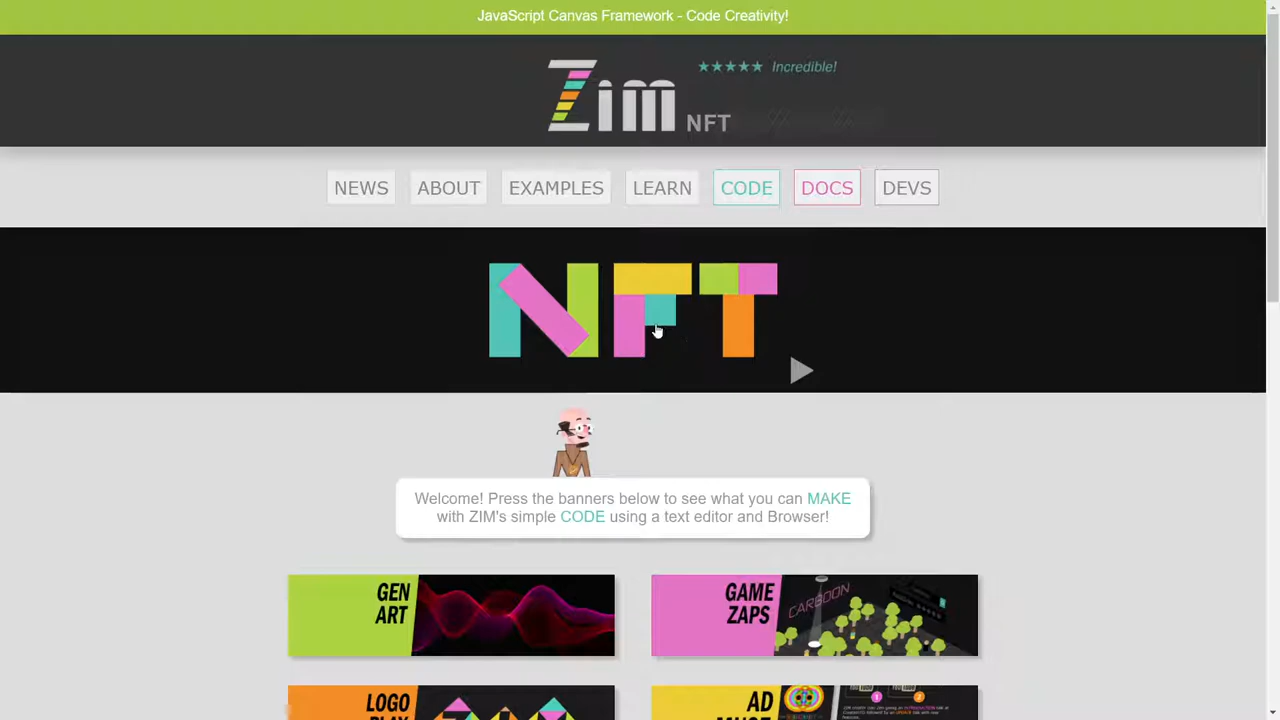 JavaScript Canvas Framework - Code Creativity!
Zim NFT
★★★★★ Incredible!
NEWS ABOUT EXAMPLES LEARN CODE DOCS DEVS
NFT
Welcome! Press the banners below to see what you can MAKE
with ZIM's simple CODE using a text editor and Browser!
GEN
ART
GAME
ZAPS
CARBOON
LOGO
PLAY
AD